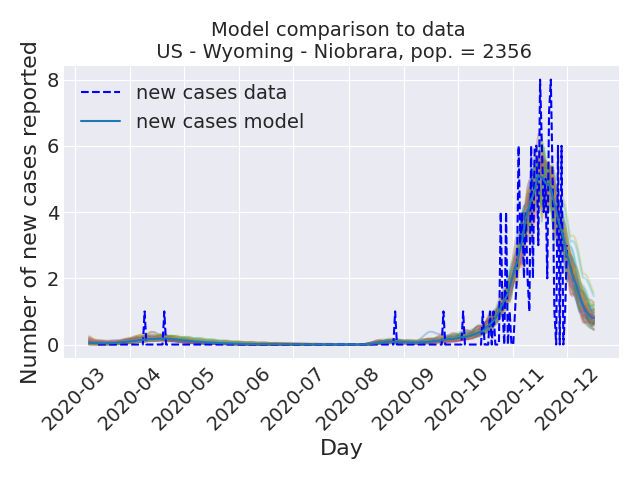 Model comparison to data
US - Wyoming - Niobrara, pop. = 2356
Number of new cases reported
8
6
4
2
0
new cases data
new cases model
2020-03
2020-04
2020-05
2020-06
2020-07
2020-08
2020-09
2020-10
2020-11
2020-12
Day